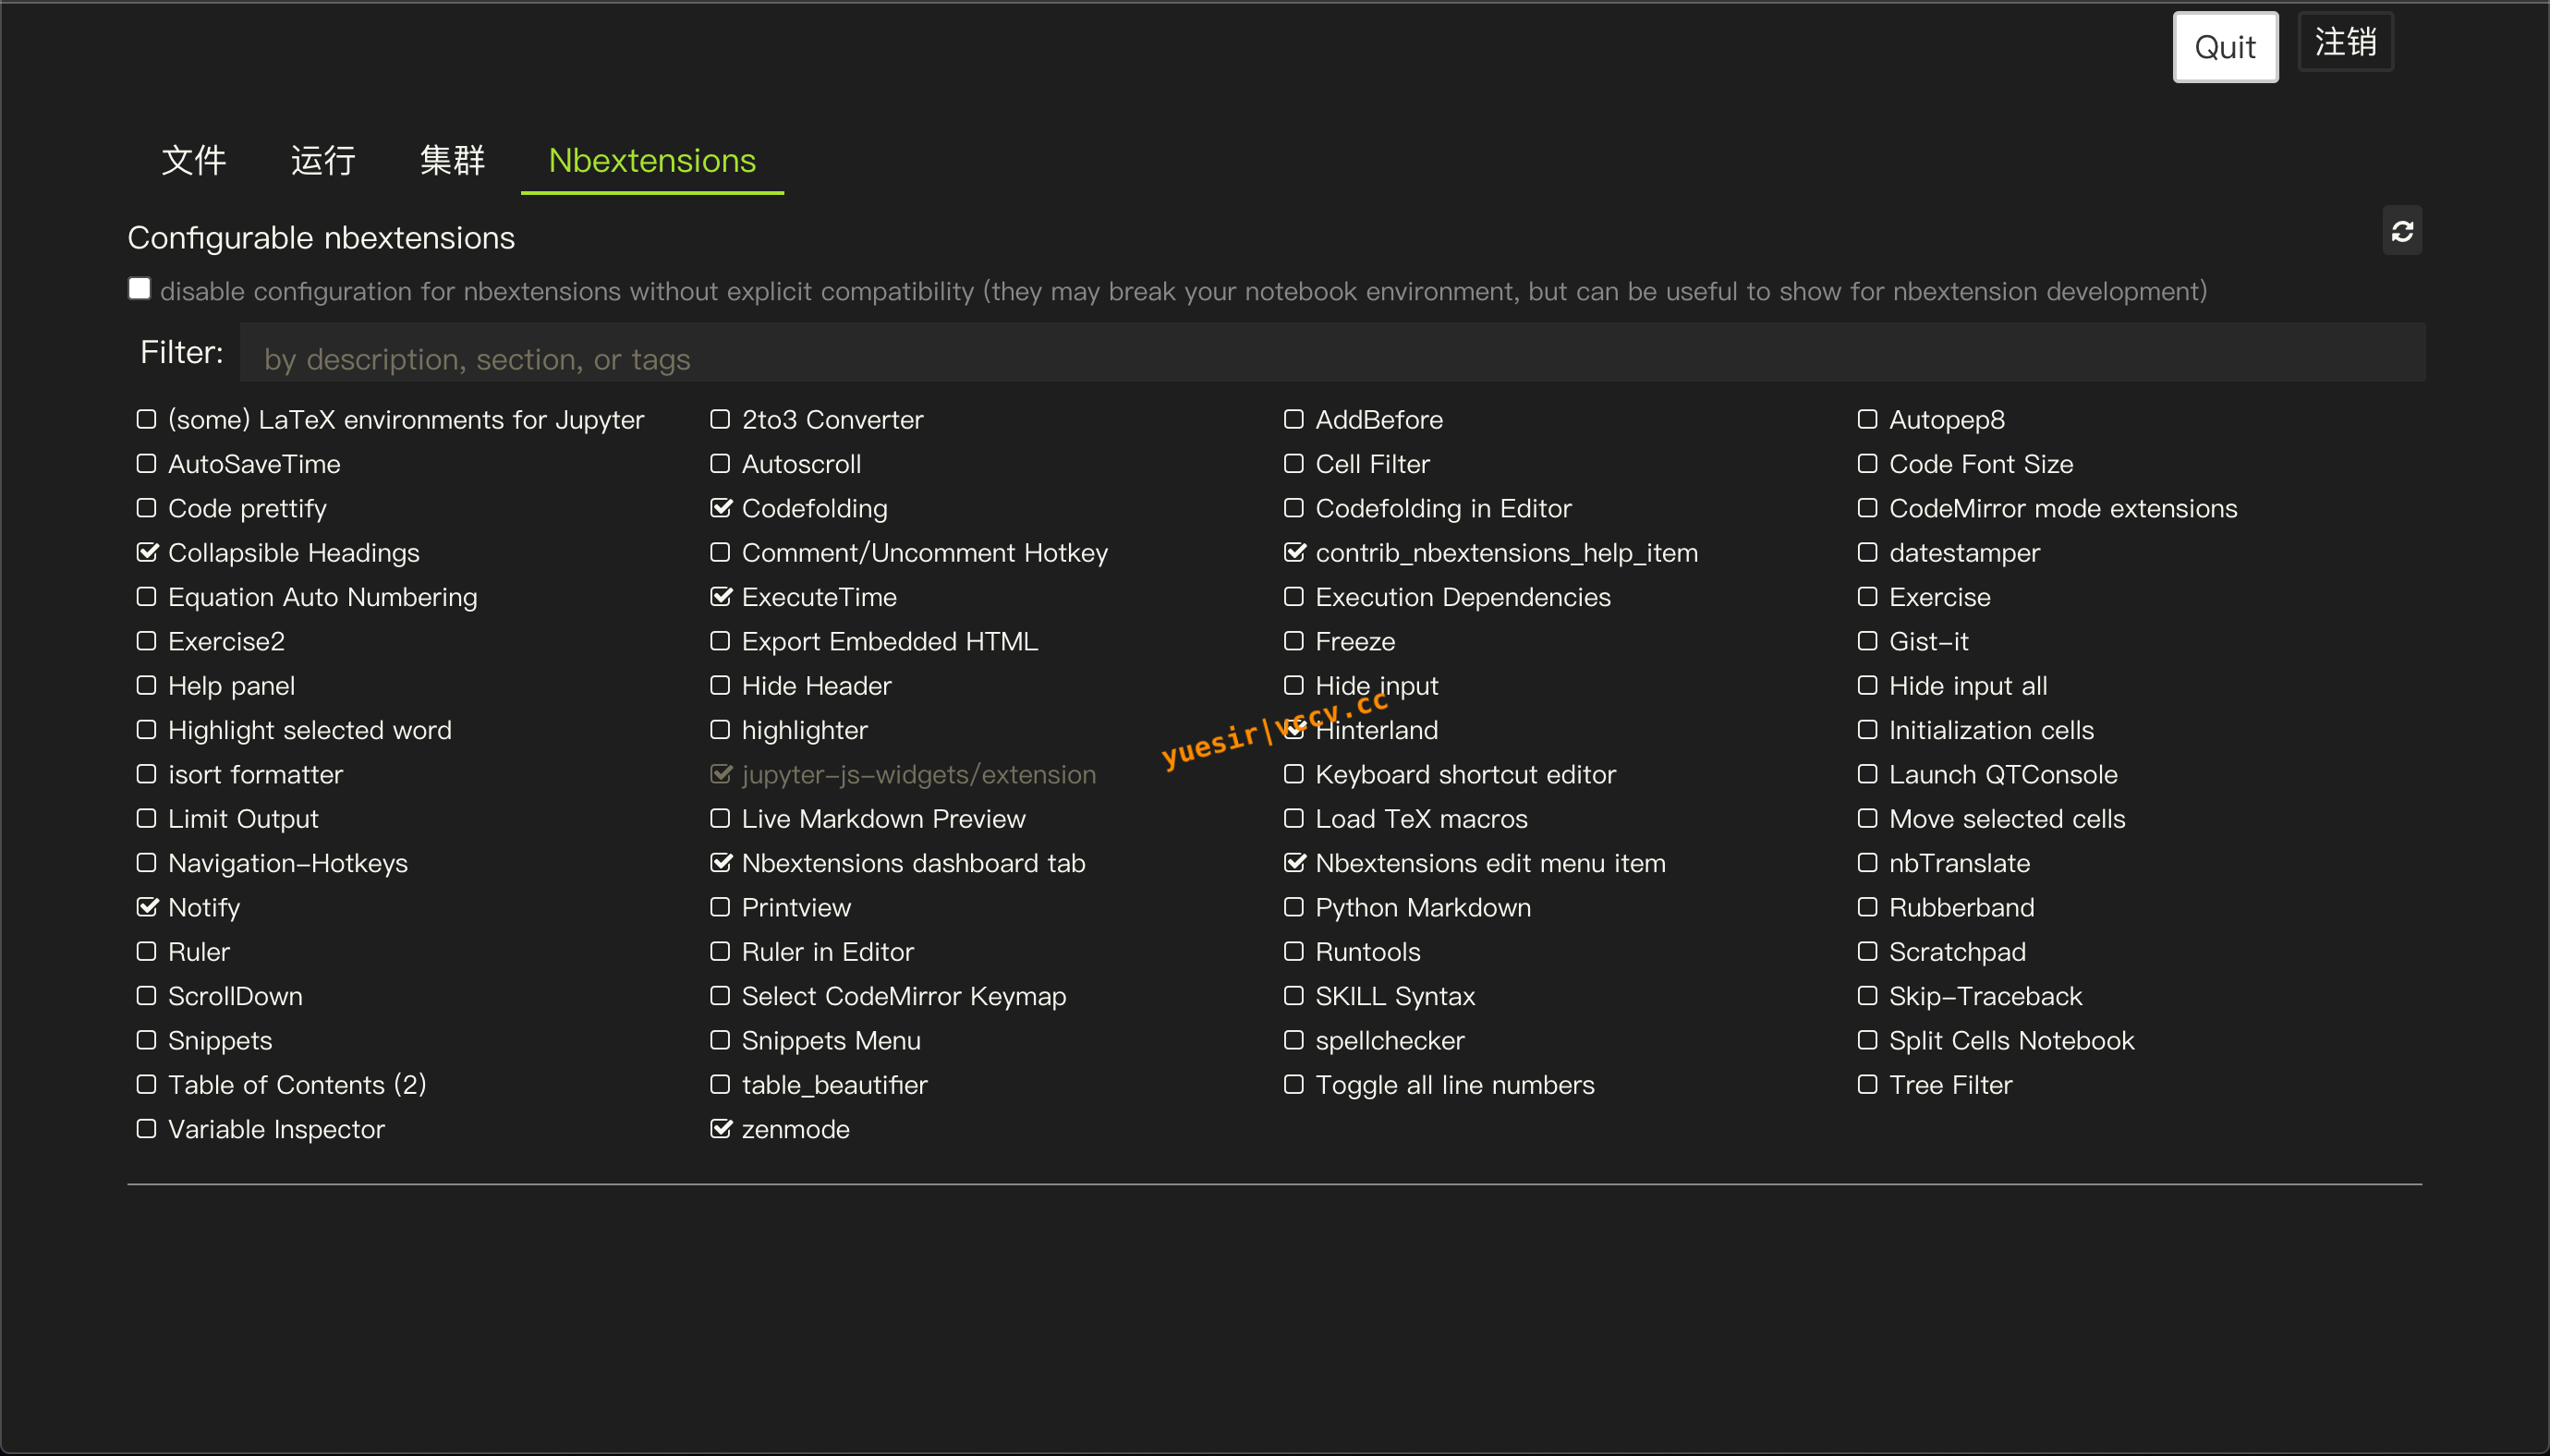 Quit 注销
文件 运行 集群 Nbextensions
Configurable nbextensions
disable configuration for nbextensions without explicit compatibility (they may break your notebook environment, but can be useful to show for nbextension development)
Filter: by description, section, or tags
(some) LaTeX environments for Jupyter 2to3 Converter AddBefore Autopep8
AutoSaveTime Autoscroll Cell Filter Code Font Size
Code prettify Codefolding Codefolding in Editor CodeMirror mode extensions
Collapsible Headings Comment/Uncomment Hotkey contrib_nbextensions_help_item datestamper
Equation Auto Numbering ExecuteTime Execution Dependencies Exercise
Exercise2 Export Embedded HTML Freeze Gist-it
Help panel Hide Header Hide input Hide input all
Highlight selected word highlighter Hinterland Initialization cells
yuesir|vccv.cc
isort formatter jupyter-js-widgets/extension Keyboard shortcut editor Launch QTConsole
Limit Output Live Markdown Preview Load TeX macros Move selected cells
Navigation-Hotkeys Nbextensions dashboard tab Nbextensions edit menu item nbTranslate
Notify Printview Python Markdown Rubberband
Ruler Ruler in Editor Runtools Scratchpad
ScrollDown Select CodeMirror Keymap SKILL Syntax Skip-Traceback
Snippets Snippets Menu spellchecker Split Cells Notebook
Table of Contents (2) table_beautifier Toggle all line numbers Tree Filter
Variable Inspector zenmode